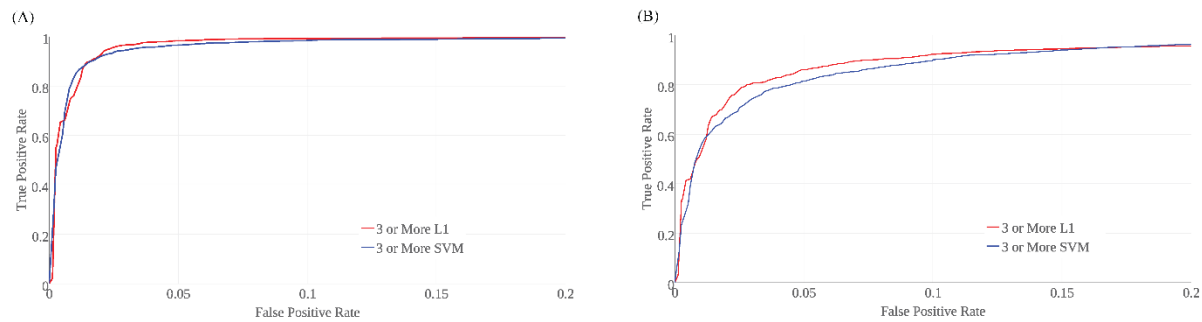 (A)
1
0.8
0.6
0.4
0.2
0
True Positive Rate
3 or More L1
3 or More SVM
0
0.05
0.1
0.15
0.2
False Positive Rate
(B)
1
0.8
0.6
0.4
0.2
0
True Positive Rate
3 or More L1
3 or More SVM
0
0.05
0.1
0.15
0.2
False Positive Rate